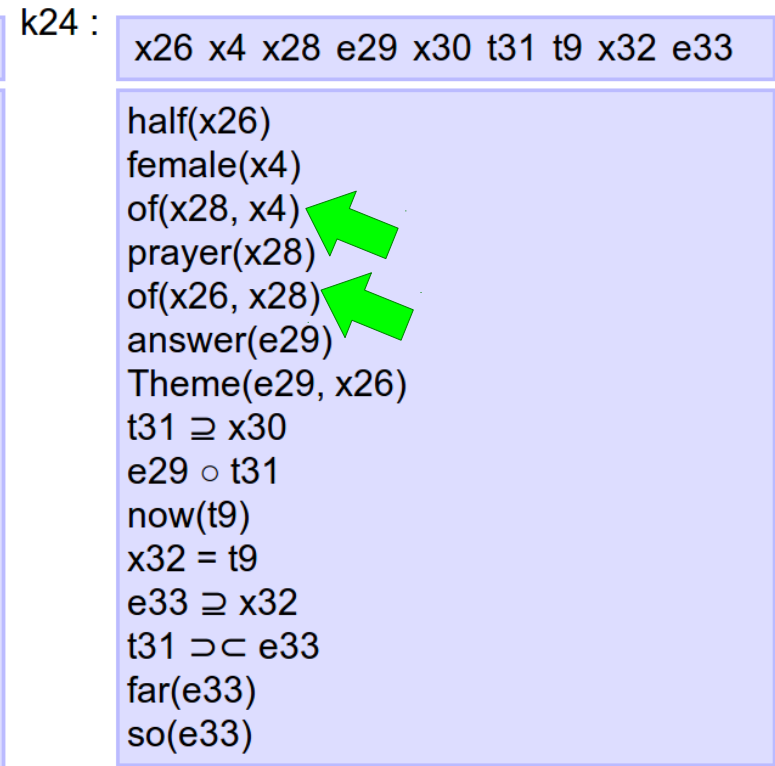 k24 :
x26 x4 x28 e29 x30 t31 t9 x32 e33
half(x26)
female(x4)
of(x28, x4)
prayer(x28)
of(x26, x28)
answer(e29)
Theme(e29, x26)
t31 ⊇ x30
e29 ○ t31
now(t9)
x32 = t9
e33 ⊇ x32
t31 ⊃⊂ e33
far(e33)
so(e33)